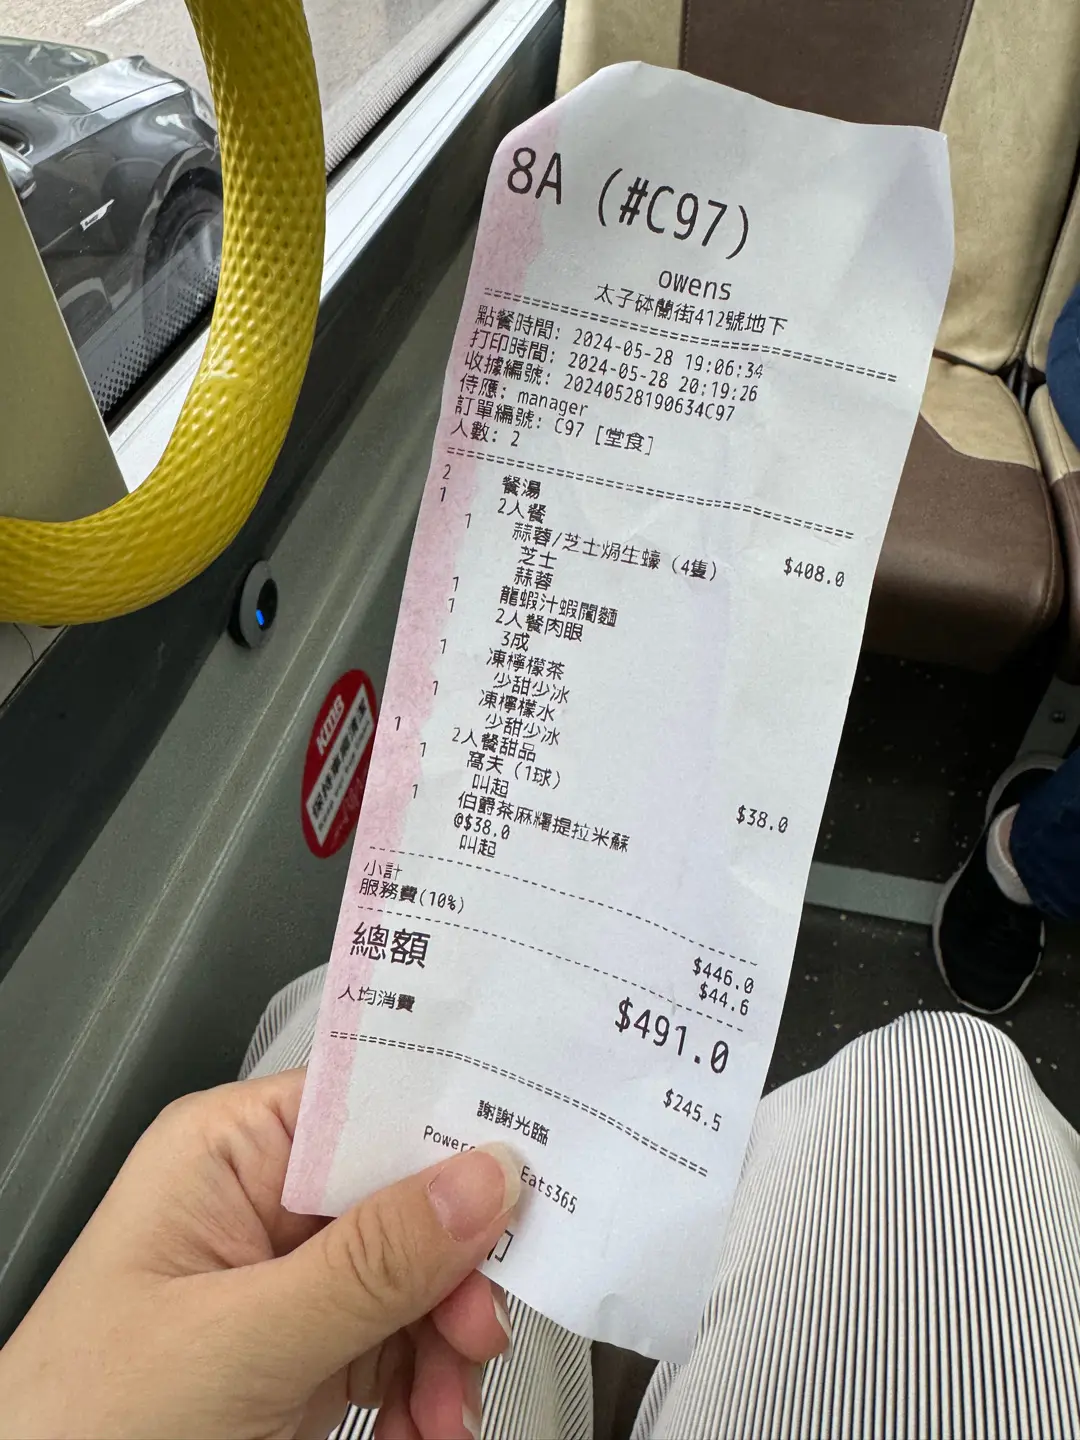 8A (#C97)
owens
太子砵蘭街412號地下
點餐時間: 2024-05-28 19:06:34
打印時間: 2024-05-28 20:19:26
收據編號: 20240528190634C97
侍應: manager
訂單編號: C97 [堂食]
人數: 2
2 餐湯
1 2人餐 $408.0
1 蒜蓉/芝士焗生蠔 (4隻)
芝士
蒜蓉
1 龍蝦汁蝦闊麵
1 2人餐肉眼
3成
1 凍檸檬茶
少甜少冰
1 凍檸檬水
少甜少冰
1 2人餐甜品
1 窩夫 (1球)
叫起
1 伯爵茶麻糬提拉米蘇 $38.0
@$38.0
叫起
小計 $446.0
服務費(10%) $44.6
總額 $491.0
人均消費 $245.5
謝謝光臨
Eats365
KMB